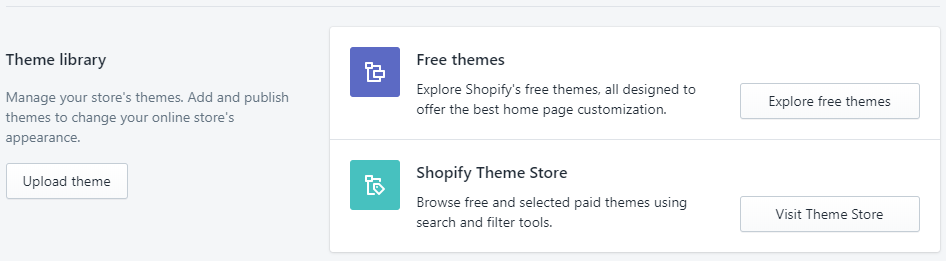 Theme library
Manage your store's themes. Add and publish
themes to change your online store's
appearance.
Upload theme
Free themes
Explore Shopify's free themes, all designed to
offer the best home page customization.
Explore free themes
Shopify Theme Store
Browse free and selected paid themes using
search and filter tools.
Visit Theme Store